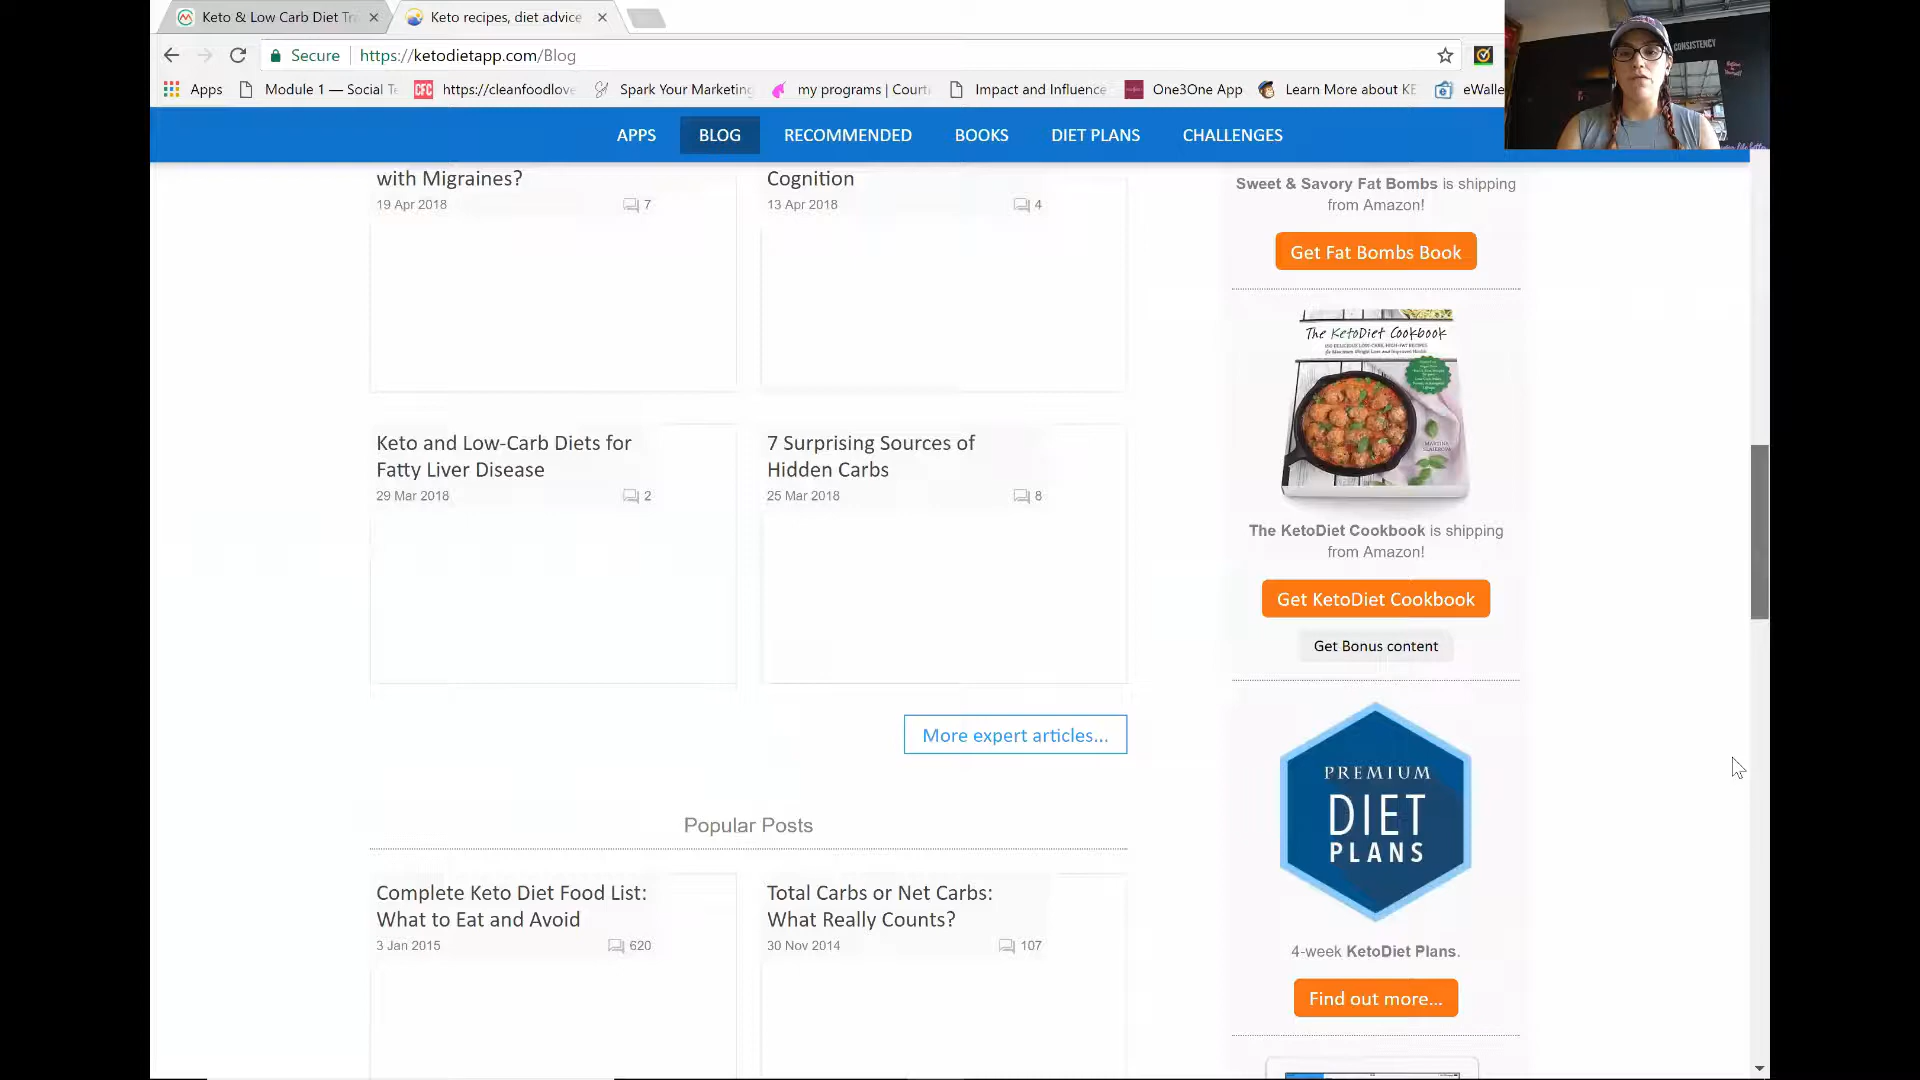 Keto & Low Carb Diet Tr
Keto recipes, diet advice
Secure
https://ketodietapp.com/Blog
Apps
Module 1 — Social T
CFC
https://cleanfoodlove
Spark Your Marketing
my programs | Court
Impact and Influence
One3One App
Learn More about KE
eWalle
CONSISTENCY
APPS
BLOG
RECOMMENDED
BOOKS
DIET PLANS
CHALLENGES
with Migraines?
19 Apr 2018
7
Cognition
13 Apr 2018
4
Keto and Low-Carb Diets for
Fatty Liver Disease
29 Mar 2018
2
7 Surprising Sources of
Hidden Carbs
25 Mar 2018
8
More expert articles...
Popular Posts
Complete Keto Diet Food List:
What to Eat and Avoid
3 Jan 2015
620
Total Carbs or Net Carbs:
What Really Counts?
30 Nov 2014
107
Sweet & Savory Fat Bombs is shipping
from Amazon!
Get Fat Bombs Book
The KetoDiet Cookbook
The KetoDiet Cookbook is shipping
from Amazon!
Get KetoDiet Cookbook
Get Bonus content
PREMIUM
DIET
PLANS
4-week KetoDiet Plans.
Find out more...